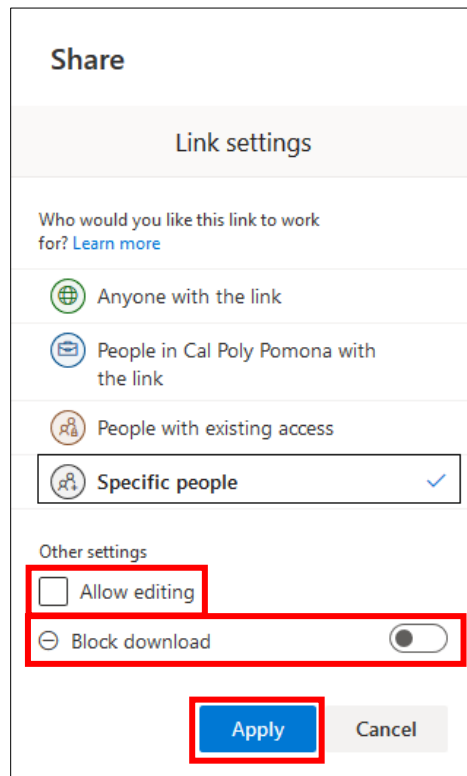 Share
Link settings
Who would you like this link to work
for? Learn more
Anyone with the link
People in Cal Poly Pomona with
the link
People with existing access
Specific people
Other settings
Allow editing
Block download
Apply Cancel